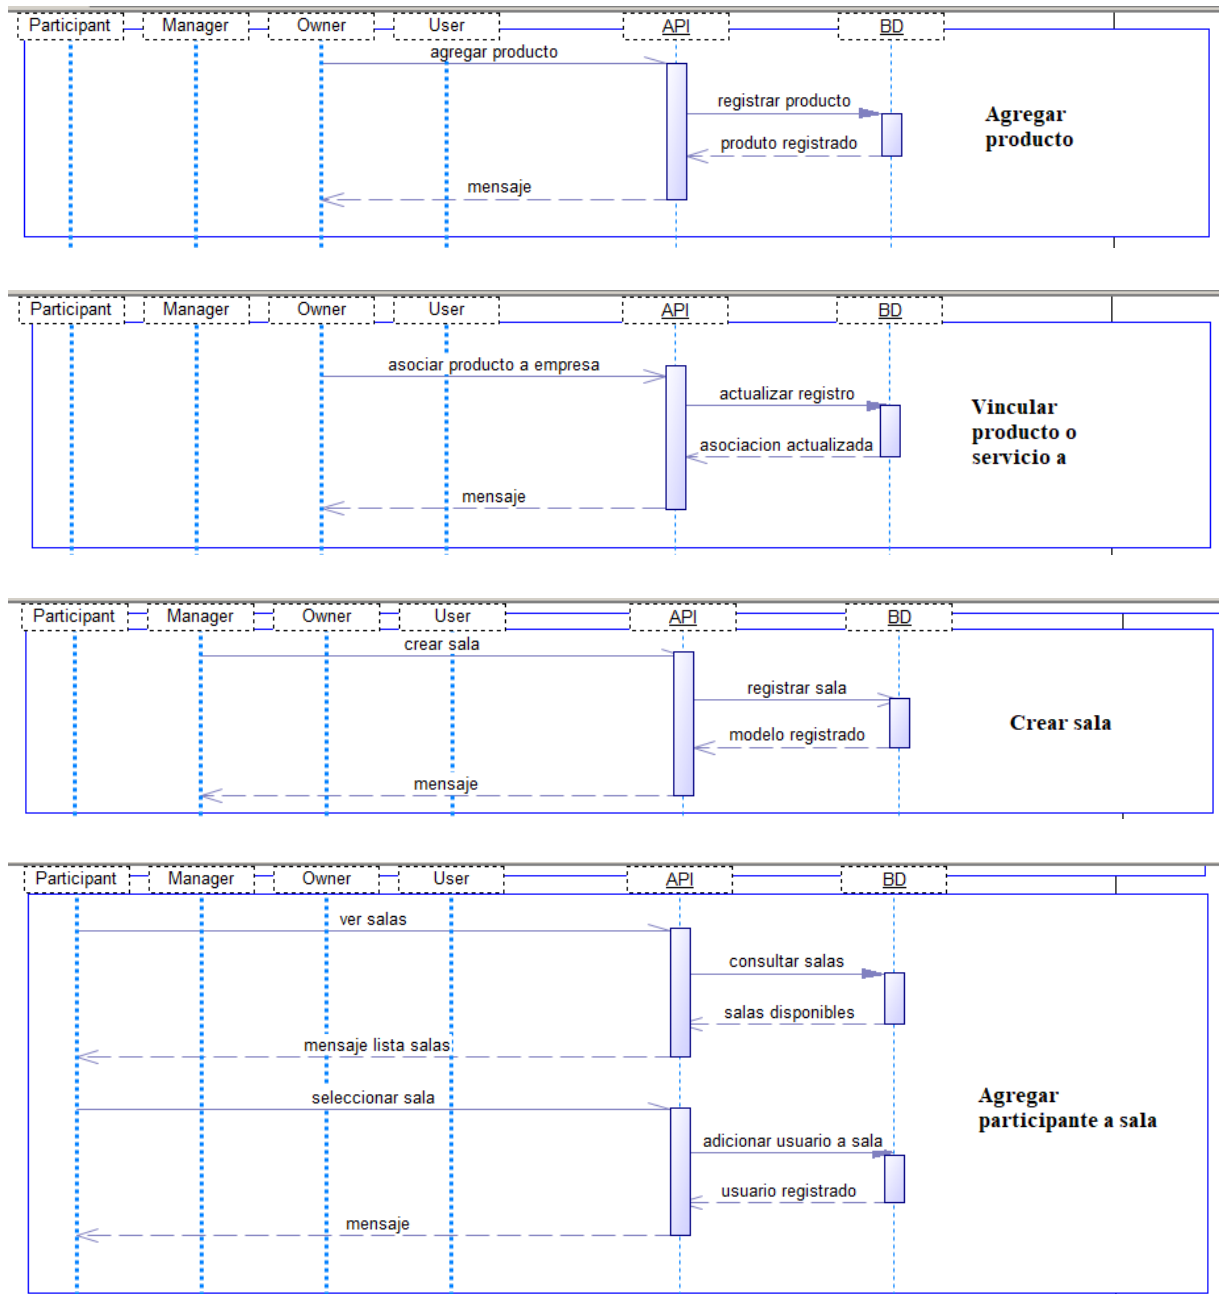 Participant Manager Owner User API BD
agregar producto
registrar producto
Agregar
producto
produto registrado
mensaje
Participant Manager Owner User API BD
asociar producto a empresa
actualizar registro
Vincular
producto o
servicio a
asociacion actualizada
mensaje
Participant Manager Owner User API BD
crear sala
registrar sala
Crear sala
modelo registrado
mensaje
Participant Manager Owner User API BD
ver salas
consultar salas
salas disponibles
mensaje lista salas
seleccionar sala
Agregar
participante a sala
adicionar usuario a sala
usuario registrado
mensaje